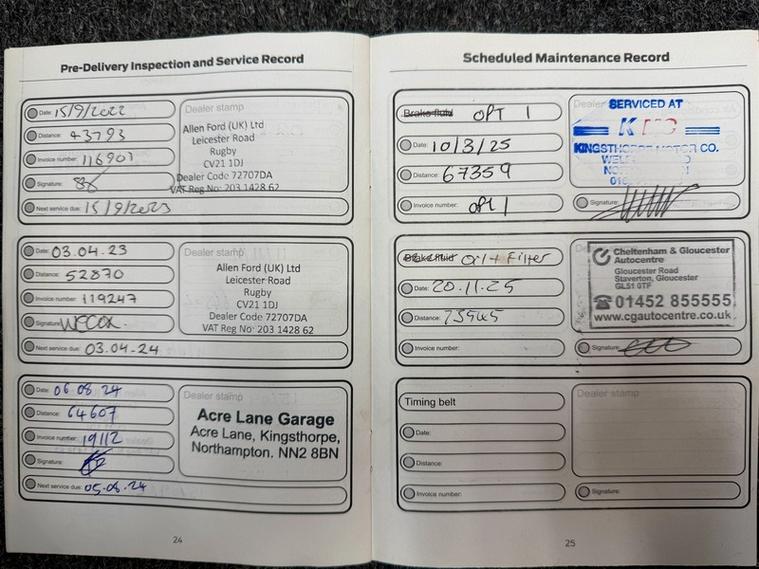 Pre-Delivery Inspection and Service Record
Date: 15/9/2022
Distance: 43793
Invoice number: 116901
Signature:
Next service due: 15/9/2023
Dealer stamp
Allen Ford (UK) Ltd
Leicester Road
Rugby
CV21 1DJ
Dealer Code 72707DA
VAT Reg No: 203 1428 62
Date: 03.04.23
Distance: 52870
Invoice number: 119247
Signature:
Next service due: 03.04.24
Dealer stamp
Allen Ford (UK) Ltd
Leicester Road
Rugby
CV21 1DJ
Dealer Code 72707DA
VAT Reg No: 203 1428 62
Date: 06.08.24
Distance: 64607
Invoice number: 19112
Signature:
Next service due: 05.08.24
Dealer stamp
Acre Lane Garage
Acre Lane, Kingsthorpe,
Northampton. NN2 8BN
24
Scheduled Maintenance Record
Brake fluid OPT 1
Date: 10/3/25
Distance: 67359
Invoice number: OPT 1
Dealer
SERVICED AT
K
KINGSTHORPE MOTOR CO.
Signature:
Brake fluid Oil + Filter
Date: 20.11.25
Distance: 73545
Invoice number:
Cheltenham & Gloucester
Autocentre
Gloucester Road
Staverton, Gloucester
GL51 0TF
01452 855555
www.cgautocentre.co.uk
Signature:
Timing belt
Date:
Distance:
Invoice number:
Dealer stamp
Signature:
25